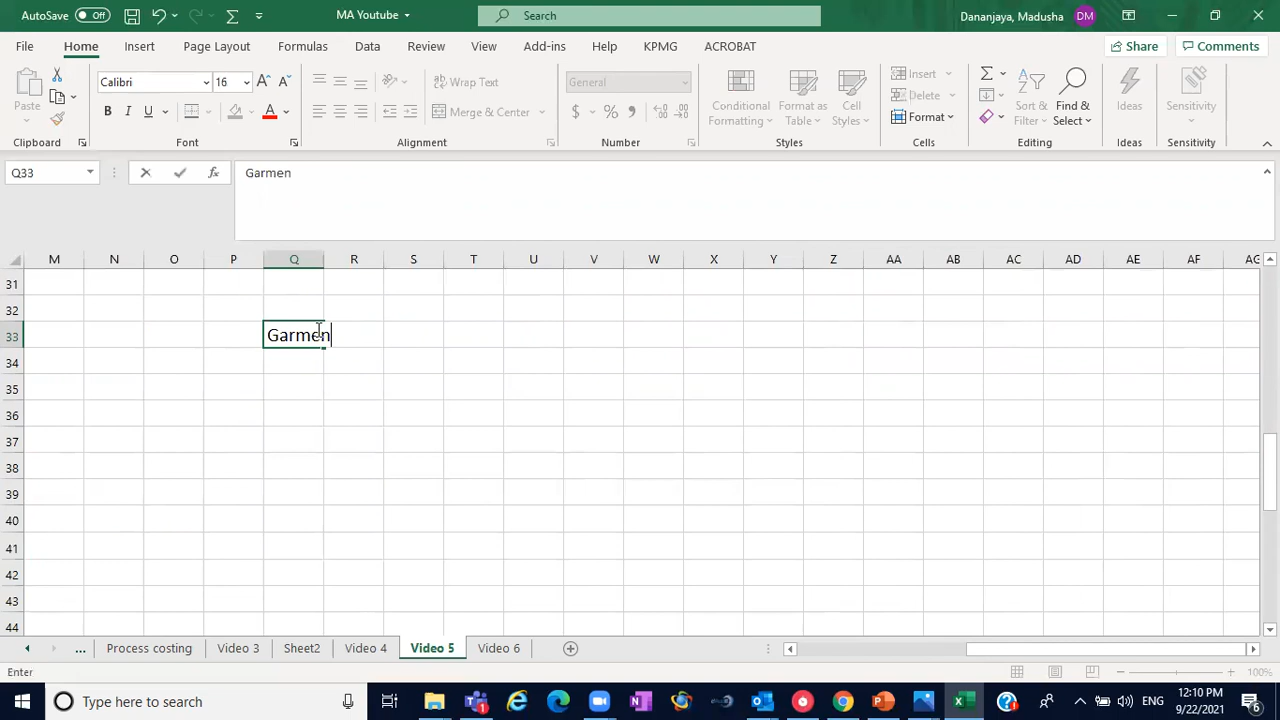 AutoSave Off MA Youtube Search Dananjaya, Madusha DM
File Home Insert Page Layout Formulas Data Review View Add-ins Help KPMG ACROBAT Share Comments
Paste Calibri 16 Wrap Text General Conditional Formatting Format as Table Cell Styles Insert Sort & Filter Find & Select Ideas Sensitivity
B I U Merge & Center $ % Delete
Format
Clipboard Font Alignment Number Styles Cells Editing Ideas Sensitivity
Q33 fx Garmen
M N O P Q R S T U V W X Y Z AA AB AC AD AE AF AG
31
32
33 Garmen
34
35
36
37
38
39
40
41
42
43
44
... Process costing Video 3 Sheet2 Video 4 Video 5 Video 6
Enter 100%
Type here to search ENG 12:10 PM
9/22/2021 6